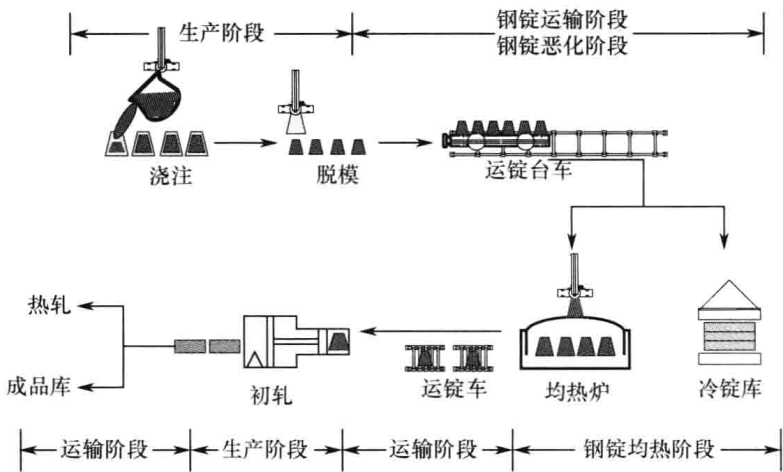 生产阶段
钢锭运输阶段
钢锭恶化阶段
浇注
脱模
运锭台车
热轧
成品库
初轧
运锭车
均热炉
冷锭库
运输阶段
生产阶段
运输阶段
钢锭均热阶段